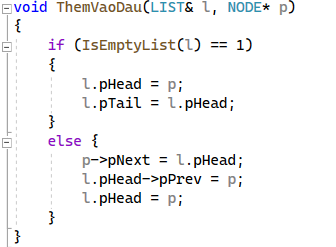 void ThemVaoDau(LIST& l, NODE* p)
{
    if (IsEmptyList(l) == 1)
    {
        l.pHead = p;
        l.pTail = l.pHead;
    }
    else {
        p->pNext = l.pHead;
        l.pHead->pPrev = p;
        l.pHead = p;
    }
}